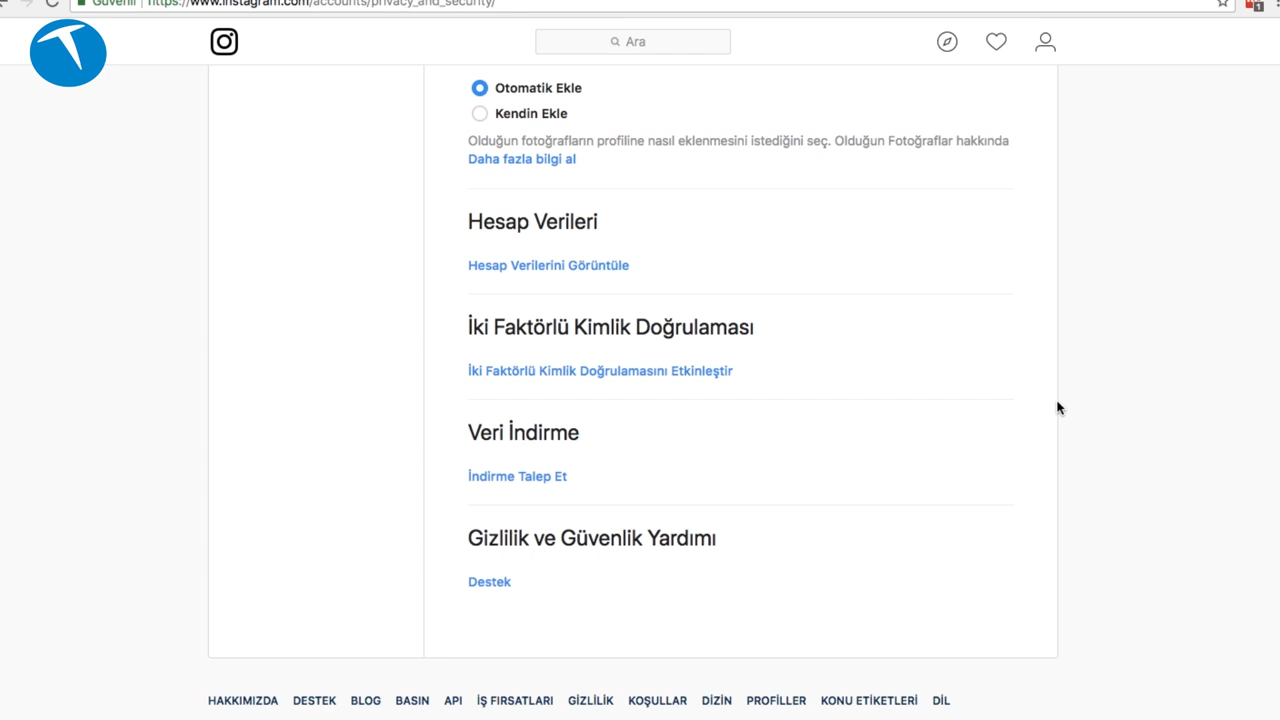 Güvenli | https://www.instagram.com/accounts/privacy_and_security/
1
Ara
Otomatik Ekle
Kendin Ekle
Olduğun fotoğrafların profiline nasıl eklenmesini istediğini seç. Olduğun Fotoğraflar hakkında
Daha fazla bilgi al
Hesap Verileri
Hesap Verilerini Görüntüle
İki Faktörlü Kimlik Doğrulaması
İki Faktörlü Kimlik Doğrulamasını Etkinleştir
Veri İndirme
İndirme Talep Et
Gizlilik ve Güvenlik Yardımı
Destek
HAKKIMIZDA DESTEK BLOG BASIN API İŞ FIRSATLARI GİZLİLİK KOŞULLAR DİZİN PROFİLLER KONU ETİKETLERİ DİL